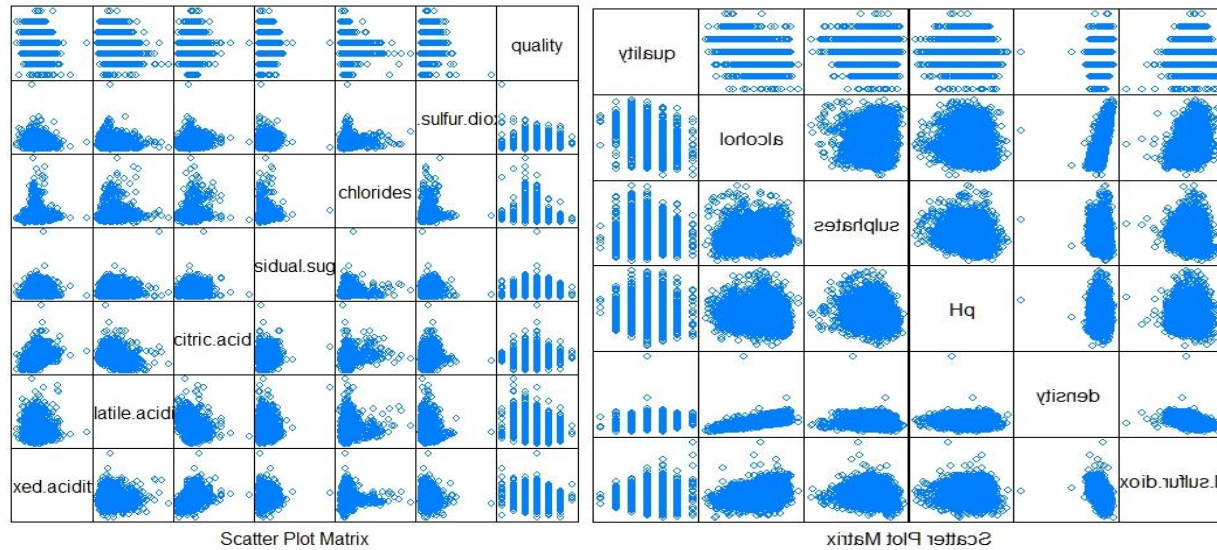 quality
.sulfur.diox
chlorides
sidual.sug
citric.acid
latile.acidi
xed.acidit
Scatter Plot Matrix
quality
alcohol
sulphates
pH
density
l.sulfur.diox
Scatter Plot Matrix